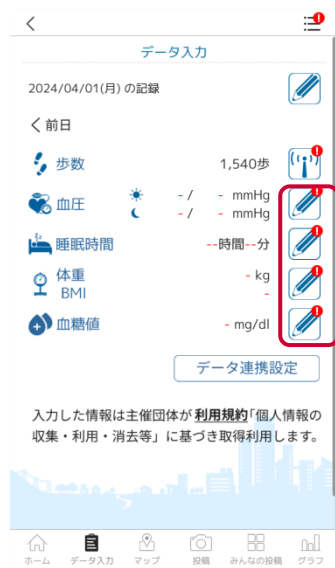 データ入力
2024/04/01(月) の記録
前日
歩数 1,540歩
血圧 - / - mmHg
- / - mmHg
睡眠時間 --時間--分
体重 - kg
BMI -
血糖値 - mg/dl
データ連携設定
入力した情報は主催団体が利用規約「個人情報の
収集・利用・消去等」に基づき取得利用します。
ホーム データ入力 マップ 投稿 みんなの投稿 グラフ